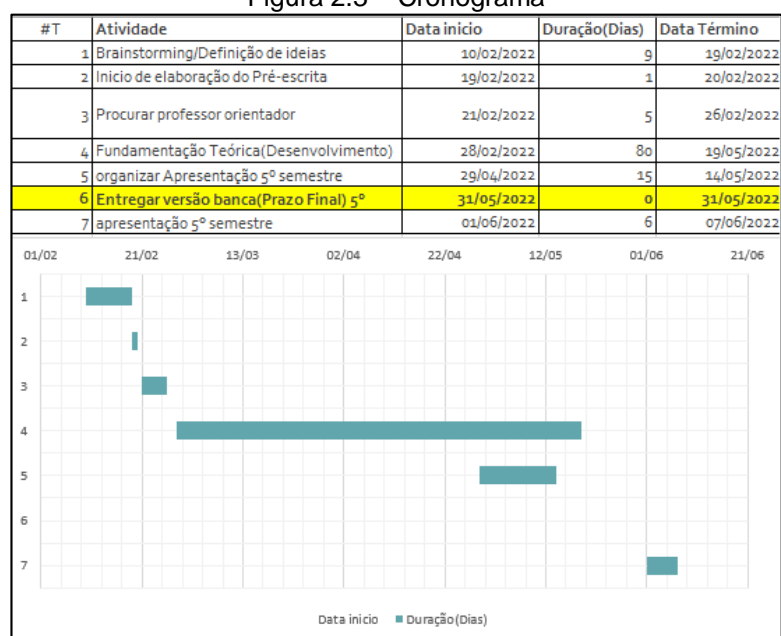 Figura 2.3 – Cronograma
#T Atividade Data inicio Duração(Dias) Data Término
1 Brainstorming/Definição de ideias 10/02/2022 9 19/02/2022
2 Inicio de elaboração do Pré-escrita 19/02/2022 1 20/02/2022
3 Procurar professor orientador 21/02/2022 5 26/02/2022
4 Fundamentação Teórica(Desenvolvimento) 28/02/2022 80 19/05/2022
5 organizar Apresentação 5º semestre 29/04/2022 15 14/05/2022
6 Entregar versão banca(Prazo Final) 5º 31/05/2022 0 31/05/2022
7 apresentação 5º semestre 01/06/2022 6 07/06/2022
01/02 21/02 13/03 02/04 22/04 12/05 01/06 21/06
1
2
3
4
5
6
7
Data inicio Duração(Dias)